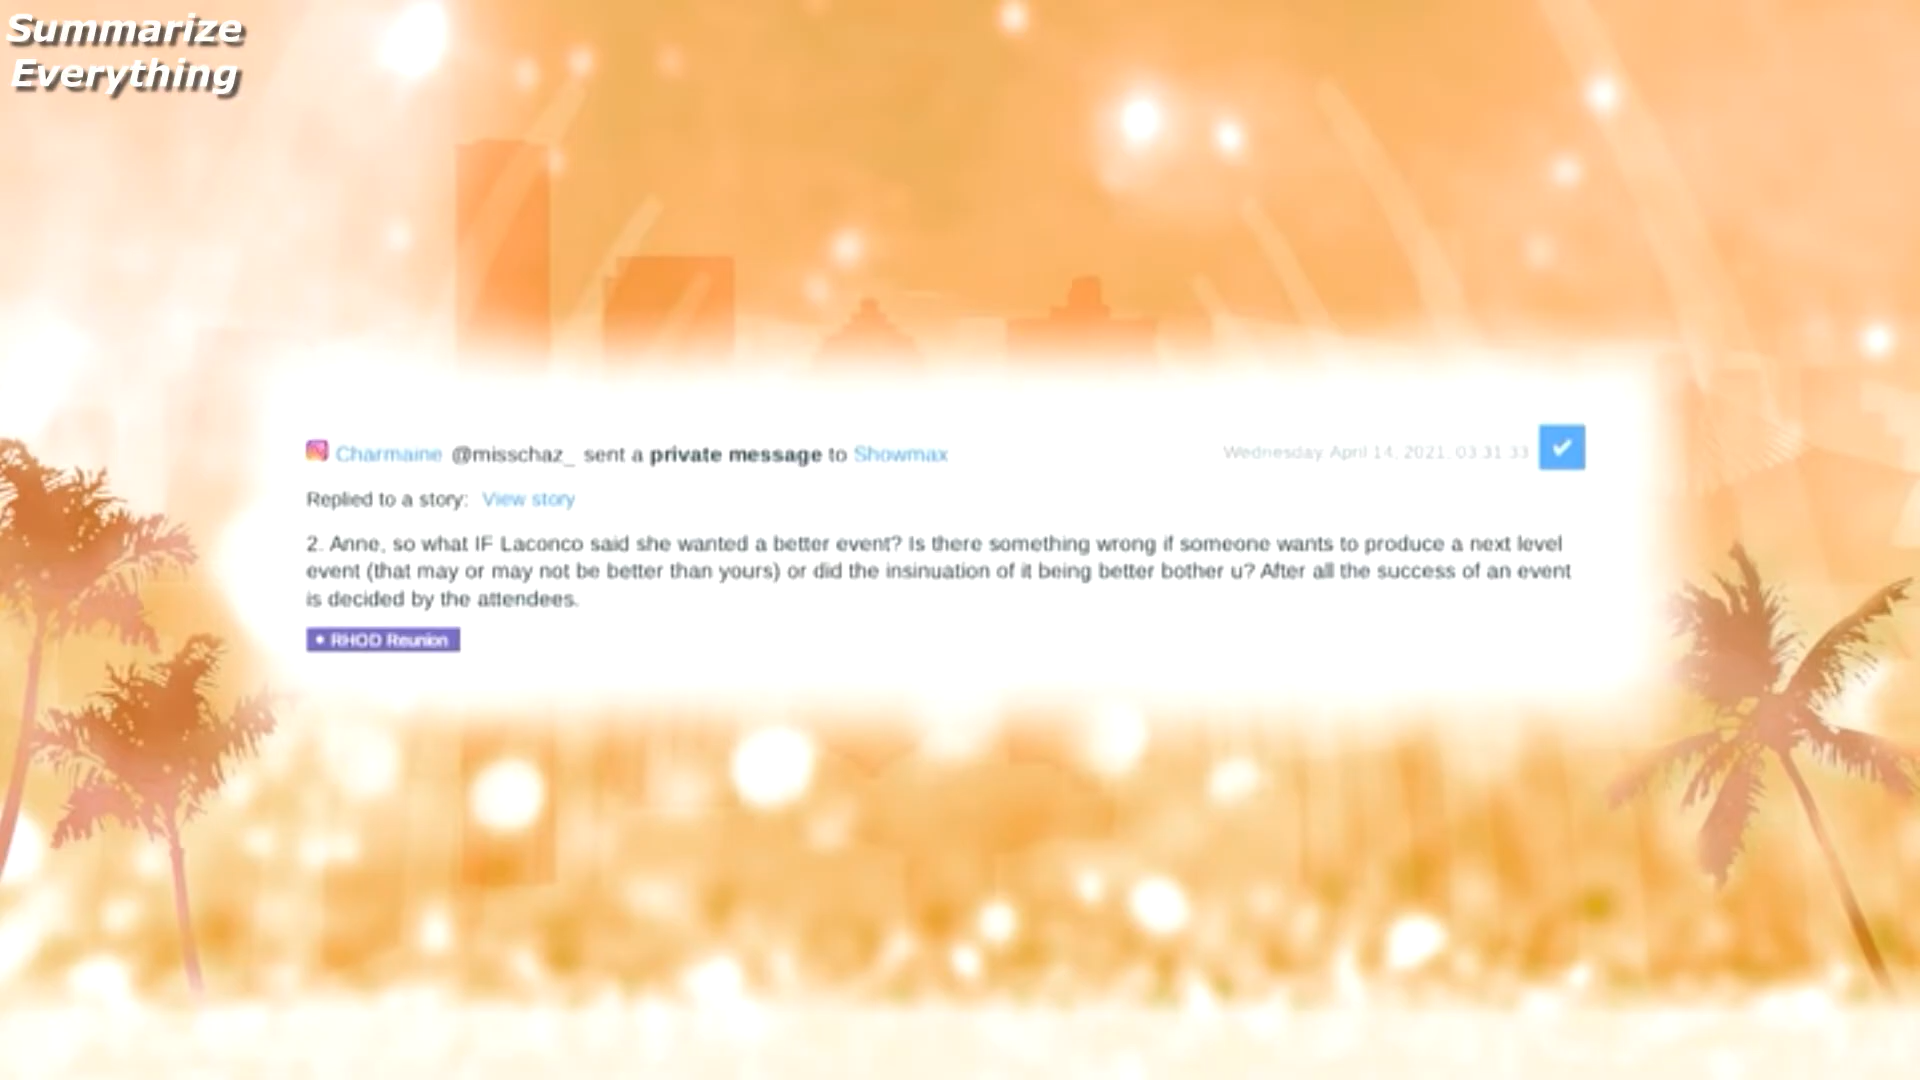 Summarize
Everything
Charmaine @misschaz_ sent a private message to Showmax
Wednesday April 14, 2021, 03 31 33
Replied to a story: View story
2. Anne, so what IF Laconco said she wanted a better event? Is there something wrong if someone wants to produce a next level
event (that may or may not be better than yours) or did the insinuation of it being better bother u? After all the success of an event
is decided by the attendees.
RHOD Reunion